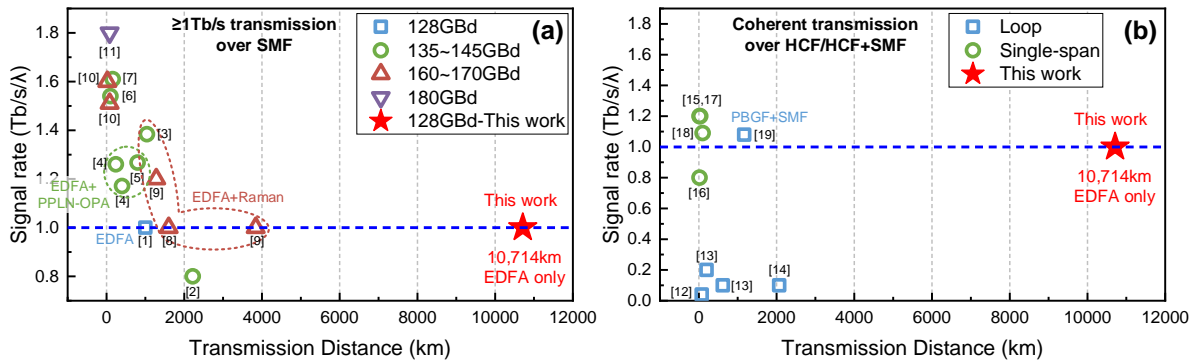 ≥1Tb/s transmission
over SMF
(a)
128GBd
135~145GBd
160~170GBd
180GBd
128GBd-This work
Signal rate (Tb/s/λ)
1.8
1.6
1.4
1.2
1.0
0.8
[11]
[10]
[7]
[6]
[10]
[3]
[4]
[5]
[9]
[4]
EDFA+
PPLN-OPA
EDFA+Raman
EDFA
[1]
[8]
[9]
[2]
This work
10,714km
EDFA only
0
2000
4000
6000
8000
10000
12000
Transmission Distance (km)
Coherent transmission
over HCF/HCF+SMF
(b)
Loop
Single-span
This work
Signal rate (Tb/s/λ)
1.8
1.6
1.4
1.2
1.0
0.8
0.6
0.4
0.2
0.0
[15,17]
PBGF+SMF
[18]
[19]
[16]
[13]
[14]
[12]
[13]
This work
10,714km
EDFA only
0
2000
4000
6000
8000
10000
12000
Transmission Distance (km)